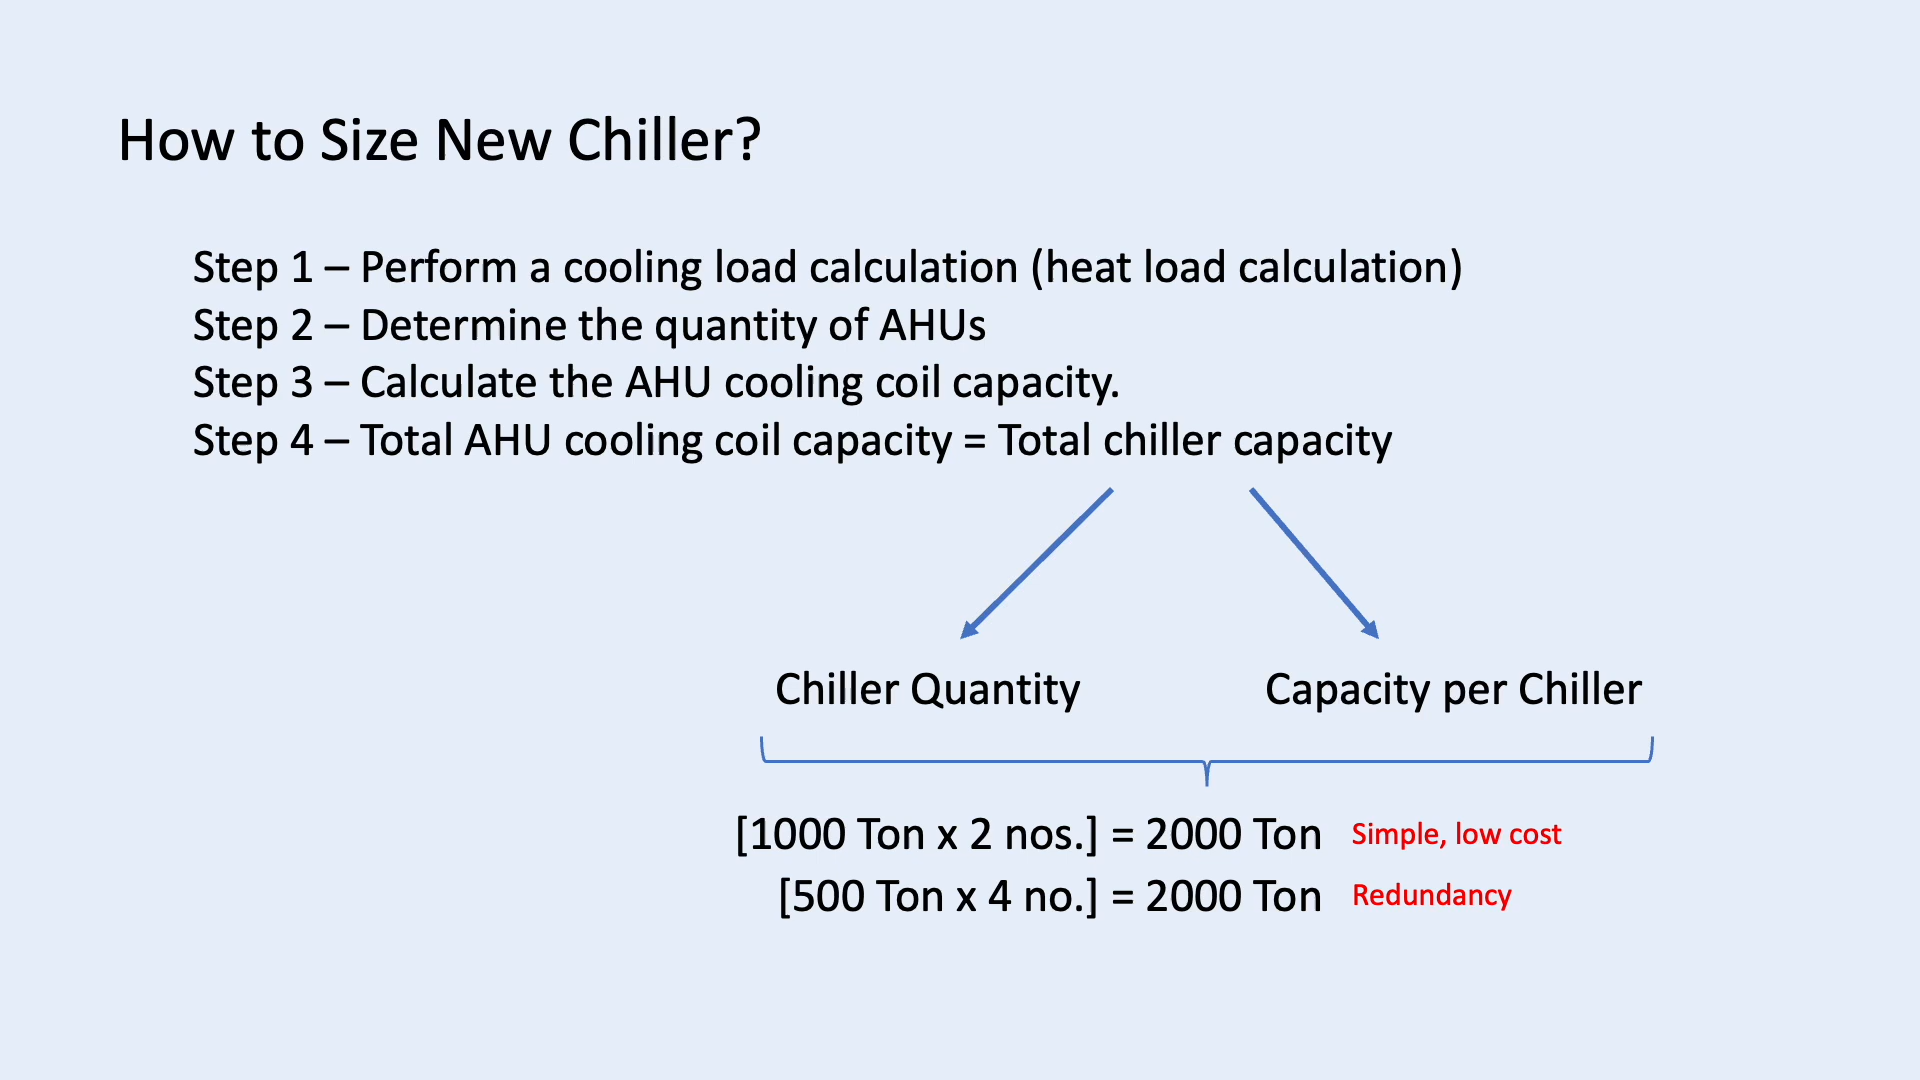 How to Size New Chiller?
Step 1 – Perform a cooling load calculation (heat load calculation)
Step 2 – Determine the quantity of AHUs
Step 3 – Calculate the AHU cooling coil capacity.
Step 4 – Total AHU cooling coil capacity = Total chiller capacity
Chiller Quantity
Capacity per Chiller
[1000 Ton x 2 nos.] = 2000 Ton Simple, low cost
[500 Ton x 4 no.] = 2000 Ton Redundancy